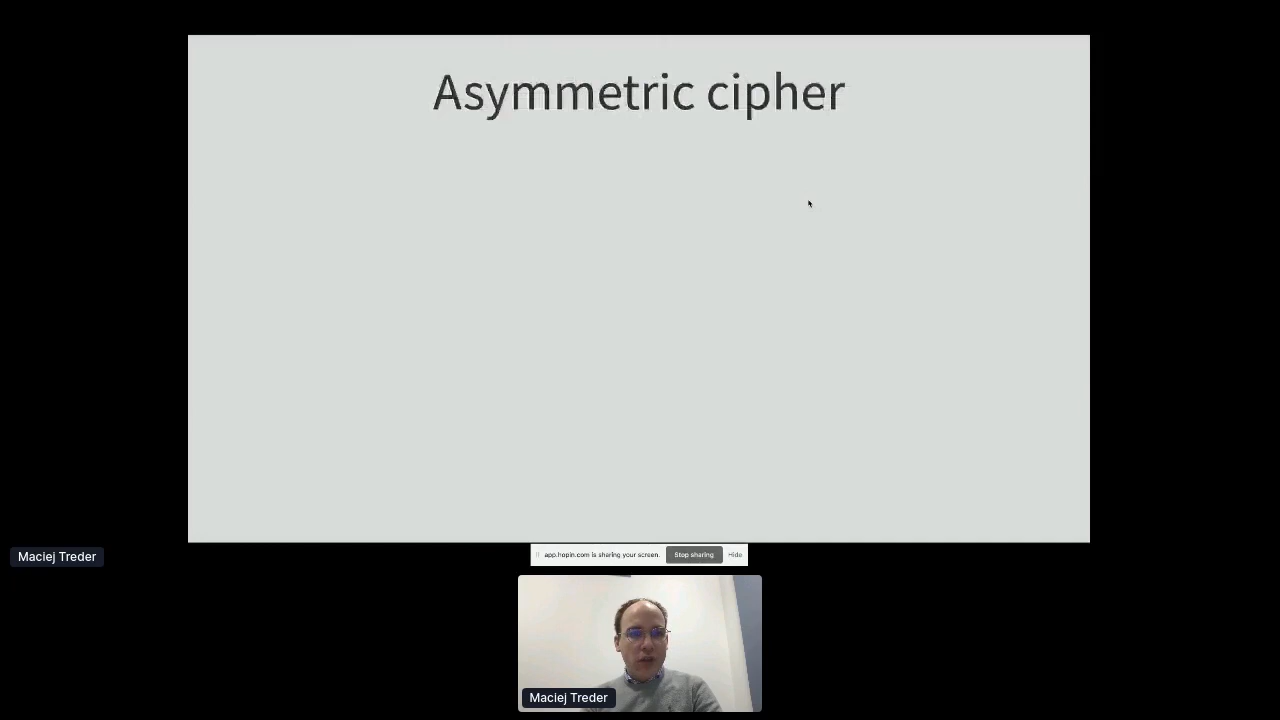 Asymmetric cipher
Maciej Treder
app.hopin.com is sharing your screen.
Stop sharing
Hide
Maciej Treder